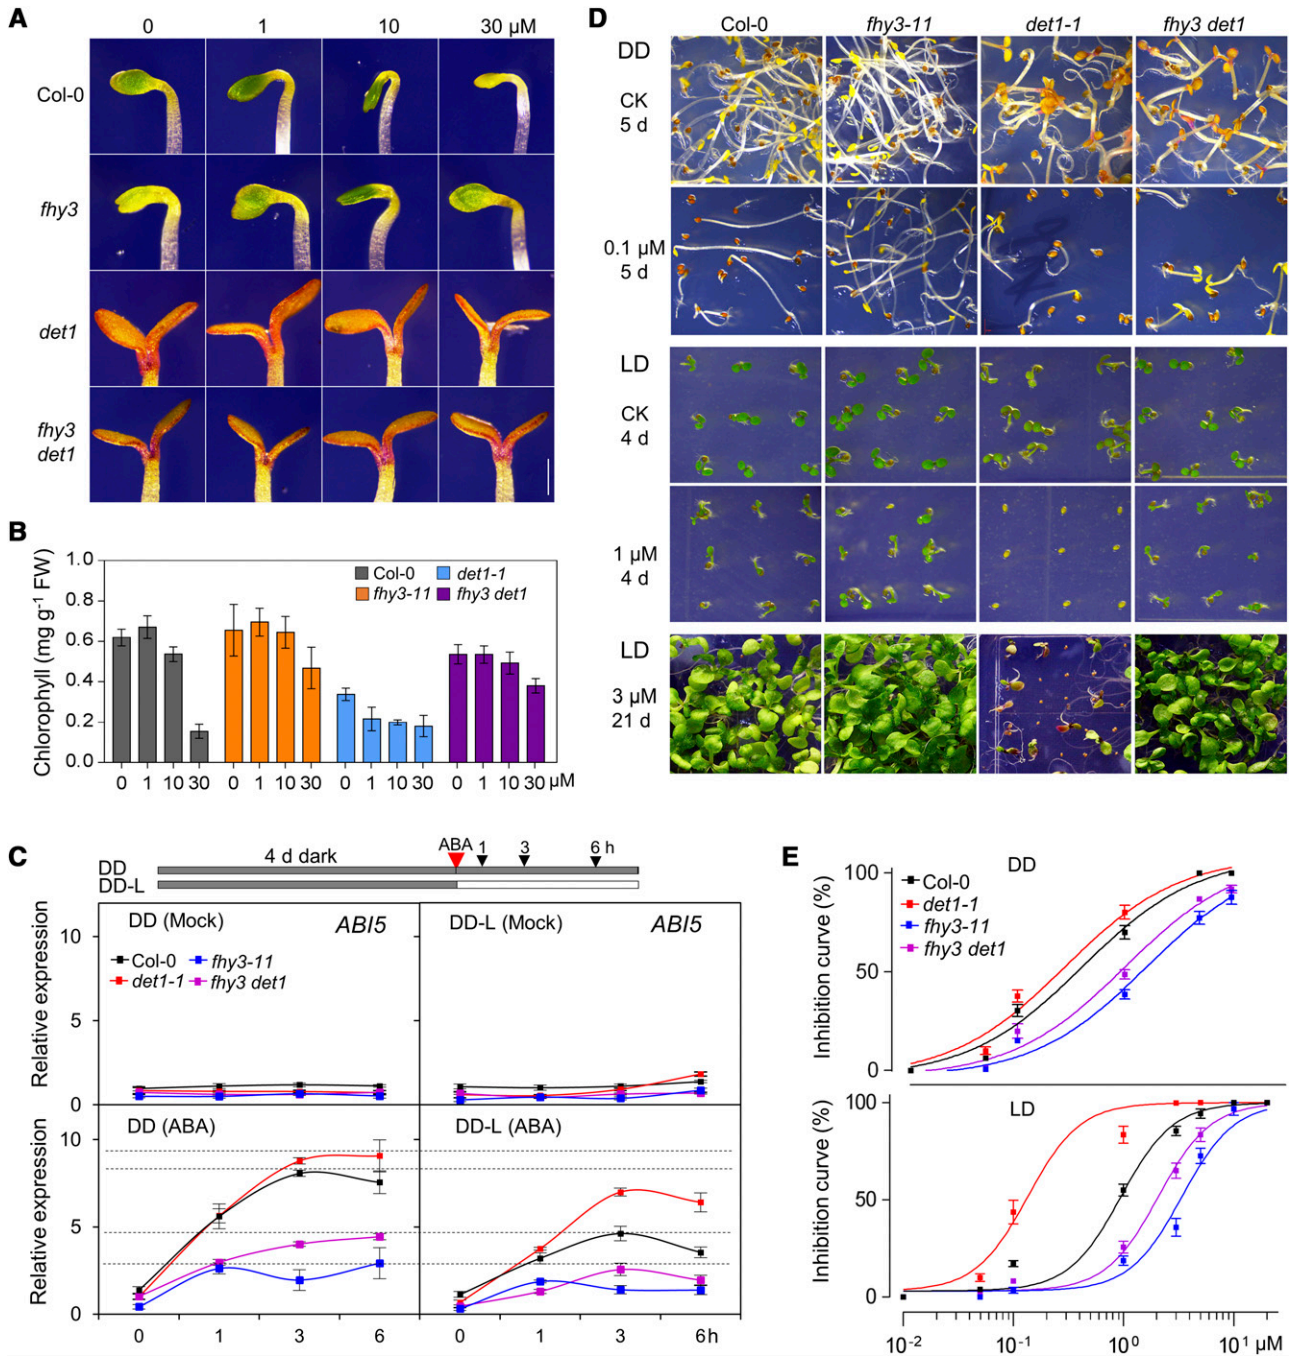 A
0 1 10 30 μM
Col-0
fhy3
det1
fhy3
det1
B
Chlorophyll (mg g⁻¹ FW)
1.0
0.8
0.6
0.4
0.2
0.0
Col-0 det1-1
fhy3-11 fhy3 det1
0 1 10 30 0 1 10 30 0 1 10 30 0 1 10 30 μM
C
4 d dark ABA 1 3 6 h
DD
DD-L
Relative expression
10
5
0
DD (Mock) ABI5
Col-0 fhy3-11
det1-1 fhy3 det1
DD-L (Mock) ABI5
Relative expression
10
5
0
DD (ABA)
DD-L (ABA)
0 1 3 6 0 1 3 6 h
D
Col-0 fhy3-11 det1-1 fhy3 det1
DD
CK
5 d
0.1 μM
5 d
LD
CK
4 d
1 μM
4 d
LD
3 μM
21 d
E
Inhibition curve (%)
100
50
0
DD
Col-0
det1-1
fhy3-11
fhy3 det1
Inhibition curve (%)
100
50
0
LD
10⁻² 10⁻¹ 10⁰ 10¹ μM